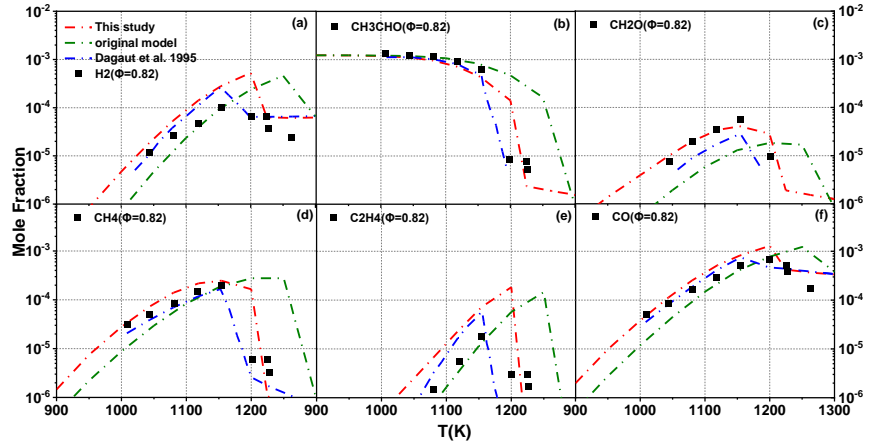 (a)
This study
original model
Dagaut et al. 1995
H2(Φ=0.82)
(b)
CH3CHO(Φ=0.82)
(c)
CH2O(Φ=0.82)
10⁻²
10⁻³
10⁻⁴
10⁻⁵
10⁻⁶
10⁻²
10⁻³
10⁻⁴
10⁻⁵
10⁻⁶
Mole Fraction
(d)
CH4(Φ=0.82)
(e)
C2H4(Φ=0.82)
(f)
CO(Φ=0.82)
10⁻³
10⁻⁴
10⁻⁵
10⁻⁶
10⁻³
10⁻⁴
10⁻⁵
10⁻⁶
900 1000 1100 1200 900 1000 1100 1200 900 1000 1100 1200 1300
T(K)